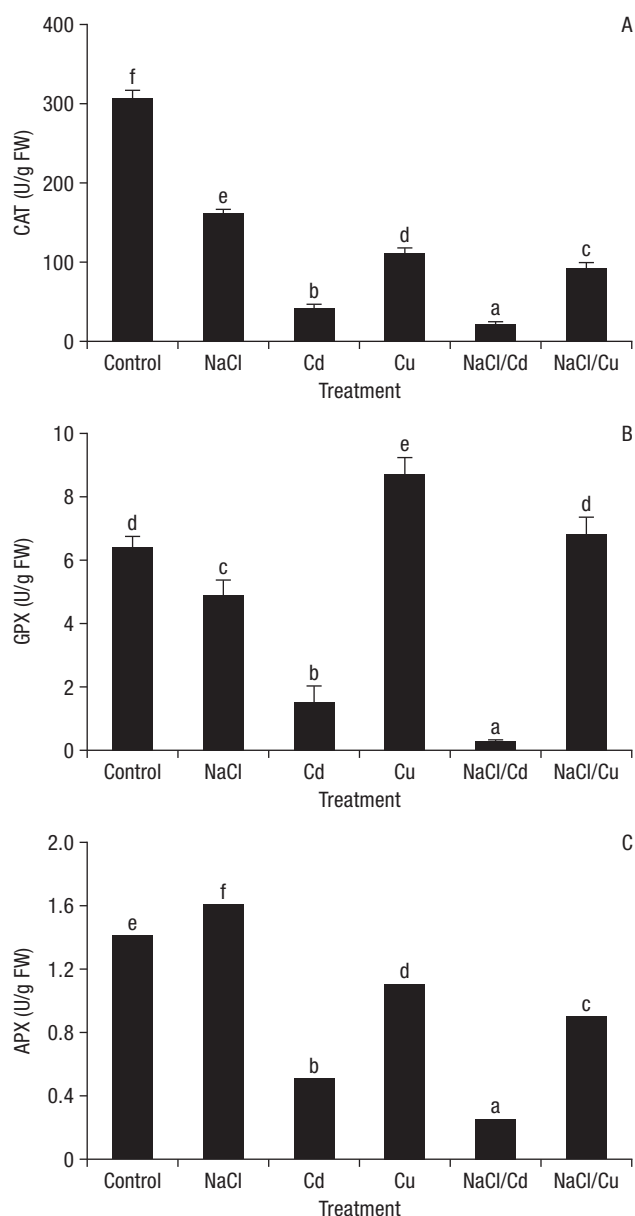 A
CAT (U/g FW)
400
300
200
100
0
f
e
b
d
a
c
Control NaCl Cd Cu NaCl/Cd NaCl/Cu
Treatment
B
GPX (U/g FW)
10
8
6
4
2
0
d
c
b
e
a
d
Control NaCl Cd Cu NaCl/Cd NaCl/Cu
Treatment
C
APX (U/g FW)
2.0
1.6
1.2
0.8
0.4
0
e
f
b
d
a
c
Control NaCl Cd Cu NaCl/Cd NaCl/Cu
Treatment